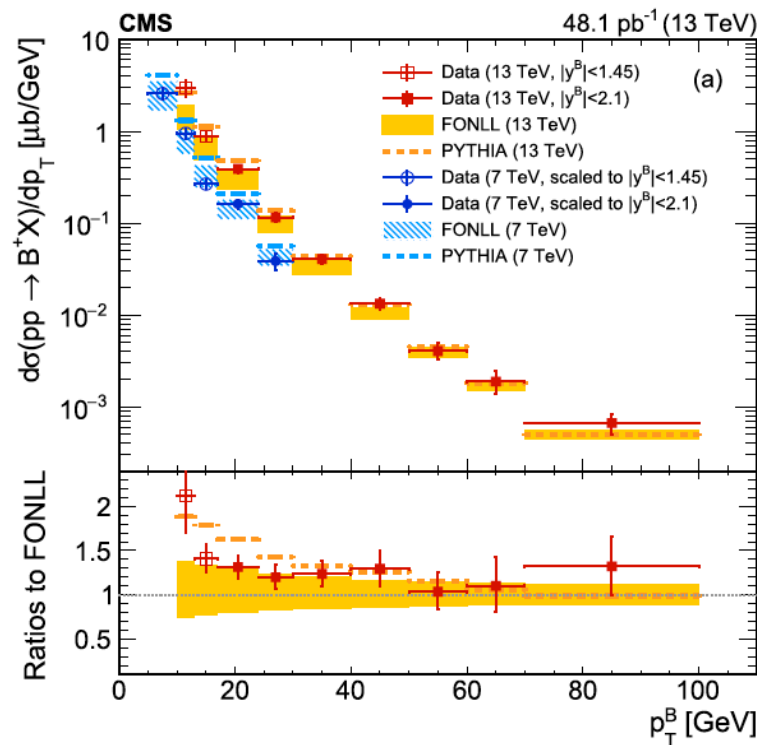 CMS 48.1 pb⁻¹ (13 TeV)
(a)
Data (13 TeV, |y^B|<1.45)
Data (13 TeV, |y^B|<2.1)
FONLL (13 TeV)
PYTHIA (13 TeV)
Data (7 TeV, scaled to |y^B|<1.45)
Data (7 TeV, scaled to |y^B|<2.1)
FONLL (7 TeV)
PYTHIA (7 TeV)
dσ(pp → B⁺X)/dp_T [μb/GeV]
10
1
10⁻¹
10⁻²
10⁻³
Ratios to FONLL
2
1.5
1
0.5
0 20 40 60 80 100
p_T^B [GeV]